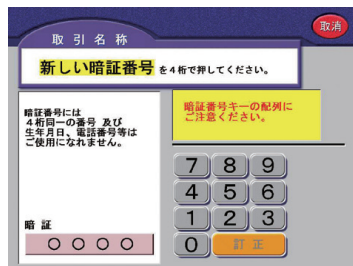 取消
取引名称
新しい暗証番号 を4桁で押してください。
暗証番号には
4桁同一の番号 及び
生年月日、電話番号等は
ご使用になれません。
暗証番号キーの配列に
ご注意ください。
7 8 9
4 5 6
1 2 3
0 訂正
暗証
○ ○ ○ ○